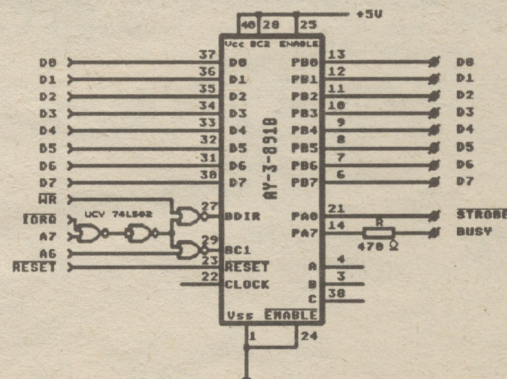 +5V
40 28 25
Vcc BC2 ENABLE
D0 37 D0 PB0 13 D0
D1 36 D1 PB1 12 D1
D2 35 D2 PB2 11 D2
D3 34 D3 PB3 10 D3
D4 33 D4 PB4 9 D4
D5 32 D5 PB5 8 D5
D6 31 D6 PB6 7 D6
D7 30 D7 PB7 6 D7
AY-3-8910
WR 27 BDIR PA0 21 STROBE
IORQ UCY 74LS02 PA7 14 R BUSY
A7 470 Ω
A6 29 BC1 A 4
RESET 23 RESET B 3
22 CLOCK C 38
Vss ENABLE
1 24